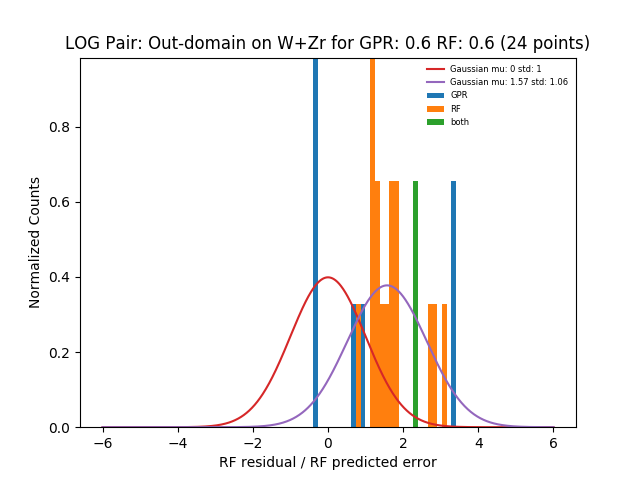 LOG Pair: Out-domain on W+Zr for GPR: 0.6 RF: 0.6 (24 points)
Gaussian mu: 0 std: 1
Gaussian mu: 1.57 std: 1.06
GPR
RF
both
Normalized Counts
0.8
0.6
0.4
0.2
0.0
−6 −4 −2 0 2 4 6
RF residual / RF predicted error